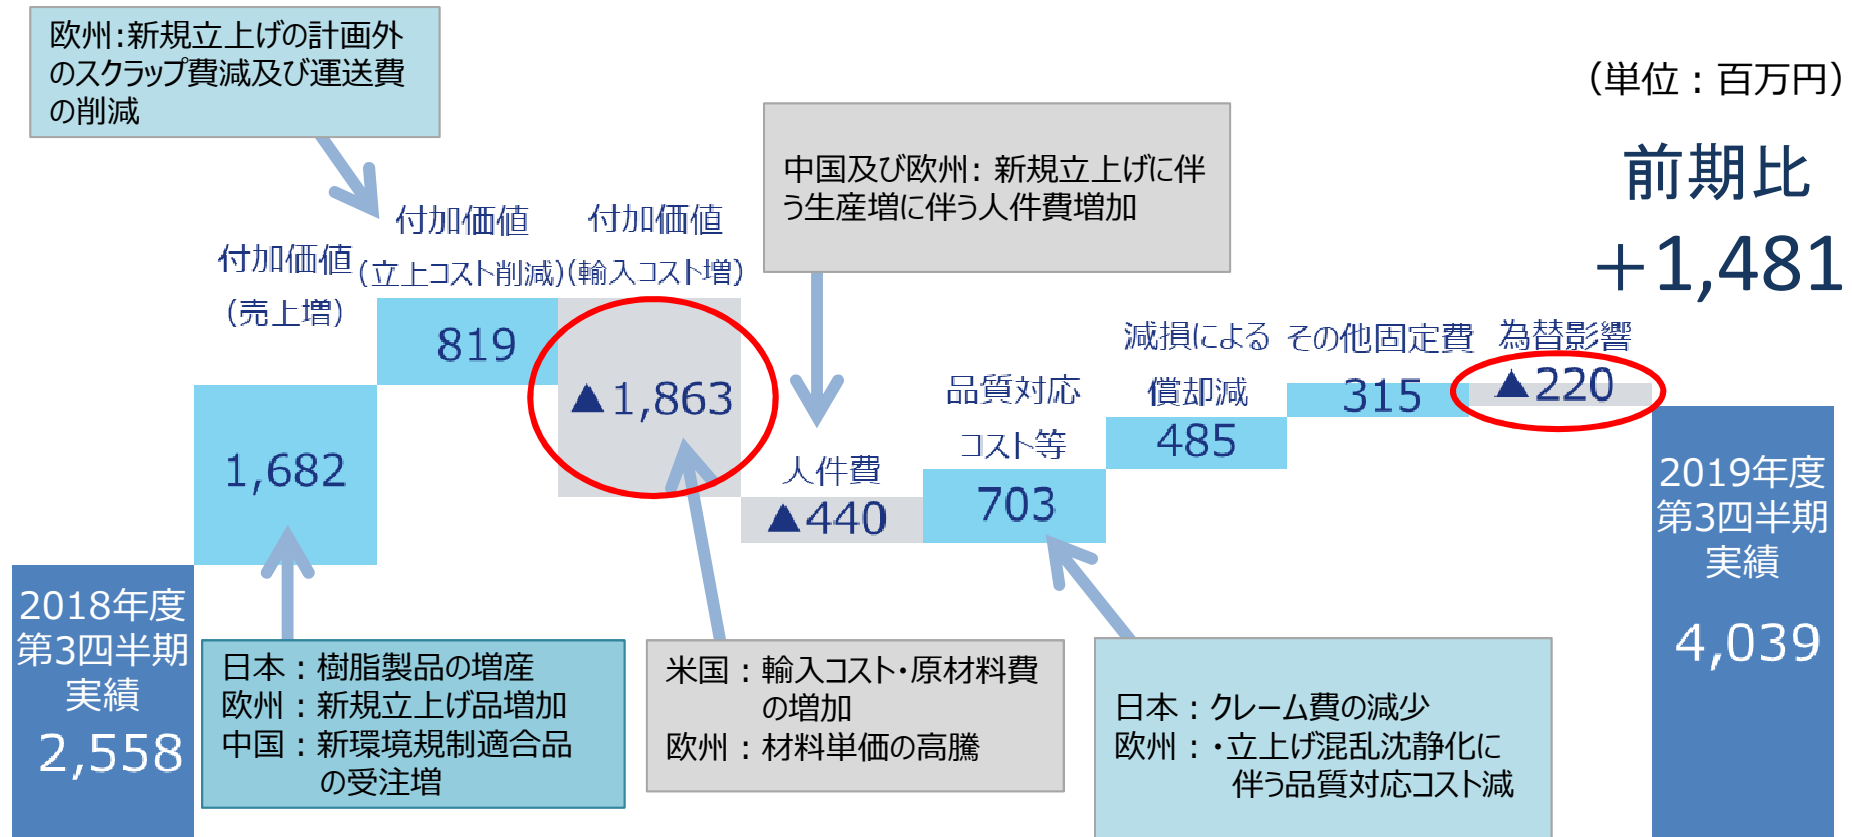 欧州：新規立上げの計画外
のスクラップ費減及び運送費
の削減
（単位：百万円）
前期比
＋1,481
中国及び欧州： 新規立上げに伴
う生産増に伴う人件費増加
付加価値
(売上増)
1,682
付加価値
(立上コスト削減)
819
付加価値
(輸入コスト増)
▲1,863
人件費
▲440
品質対応
コスト等
703
減損による
償却減
485
その他固定費
315
為替影響
▲220
2018年度
第3四半期
実績
2,558
2019年度
第3四半期
実績
4,039
日本：樹脂製品の増産
欧州：新規立上げ品増加
中国：新環境規制適合品
の受注増
米国：輸入コスト・原材料費
の増加
欧州：材料単価の高騰
日本：クレーム費の減少
欧州：・立上げ混乱沈静化に
伴う品質対応コスト減